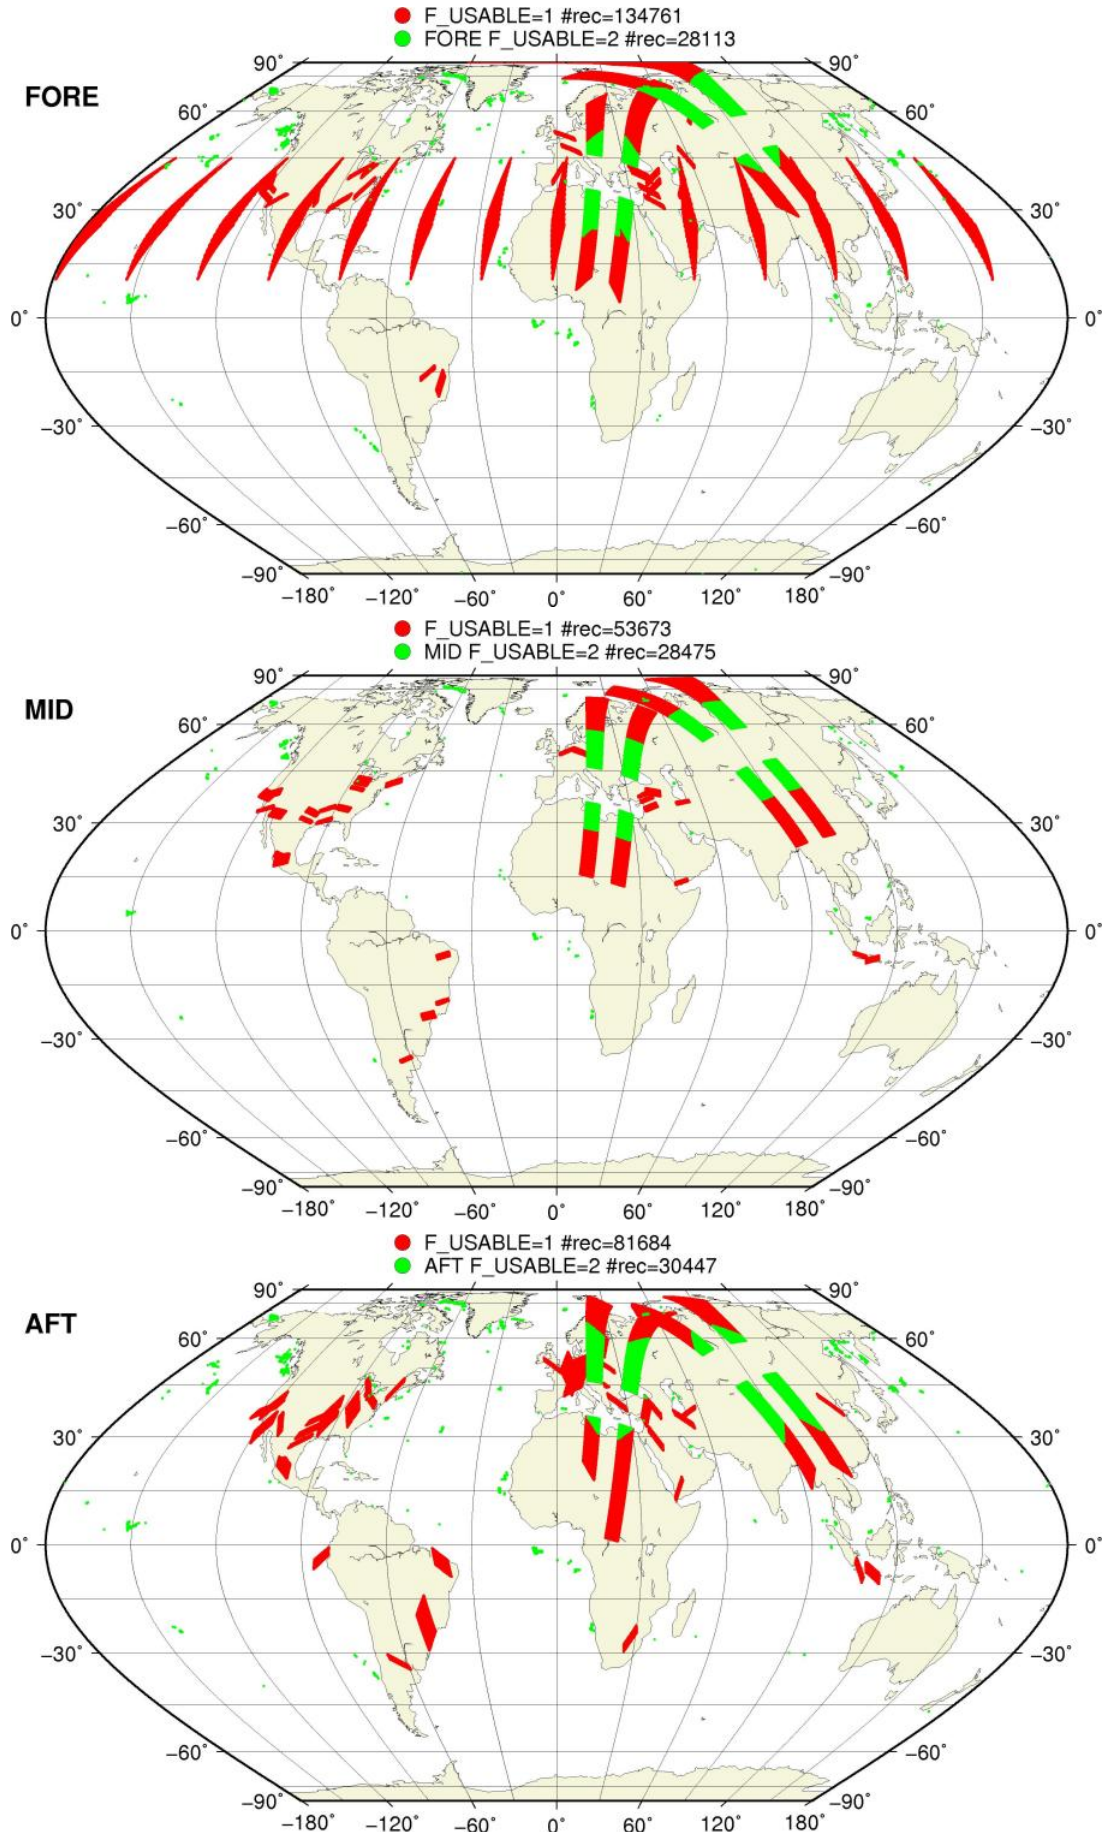 F_USABLE=1 #rec=134761
FORE F_USABLE=2 #rec=28113
FORE
90° 90°
60° 60°
30° 30°
0° 0°
−30° −30°
−60° −60°
−90° −90°
−180° −120° −60° 0° 60° 120° 180°
F_USABLE=1 #rec=53673
MID F_USABLE=2 #rec=28475
MID
90° 90°
60° 60°
30° 30°
0° 0°
−30° −30°
−60° −60°
−90° −90°
−180° −120° −60° 0° 60° 120° 180°
F_USABLE=1 #rec=81684
AFT F_USABLE=2 #rec=30447
AFT
90° 90°
60° 60°
30° 30°
0° 0°
−30° −30°
−60° −60°
−90° −90°
−180° −120° −60° 0° 60° 120° 180°